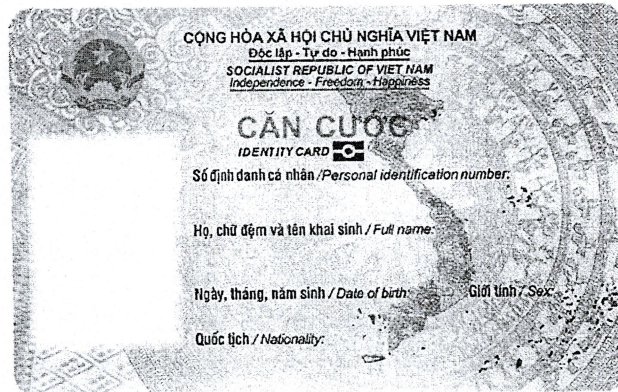 CỘNG HÒA XÃ HỘI CHỦ NGHĨA VIỆT NAM
Độc lập - Tự do - Hạnh phúc
SOCIALIST REPUBLIC OF VIET NAM
Independence - Freedom - Happiness
CĂN CƯỚC
IDENTITY CARD
Số định danh cá nhân / Personal identification number:
Họ, chữ đệm và tên khai sinh / Full name:
Ngày, tháng, năm sinh / Date of birth: Giới tính / Sex:
Quốc tịch / Nationality: